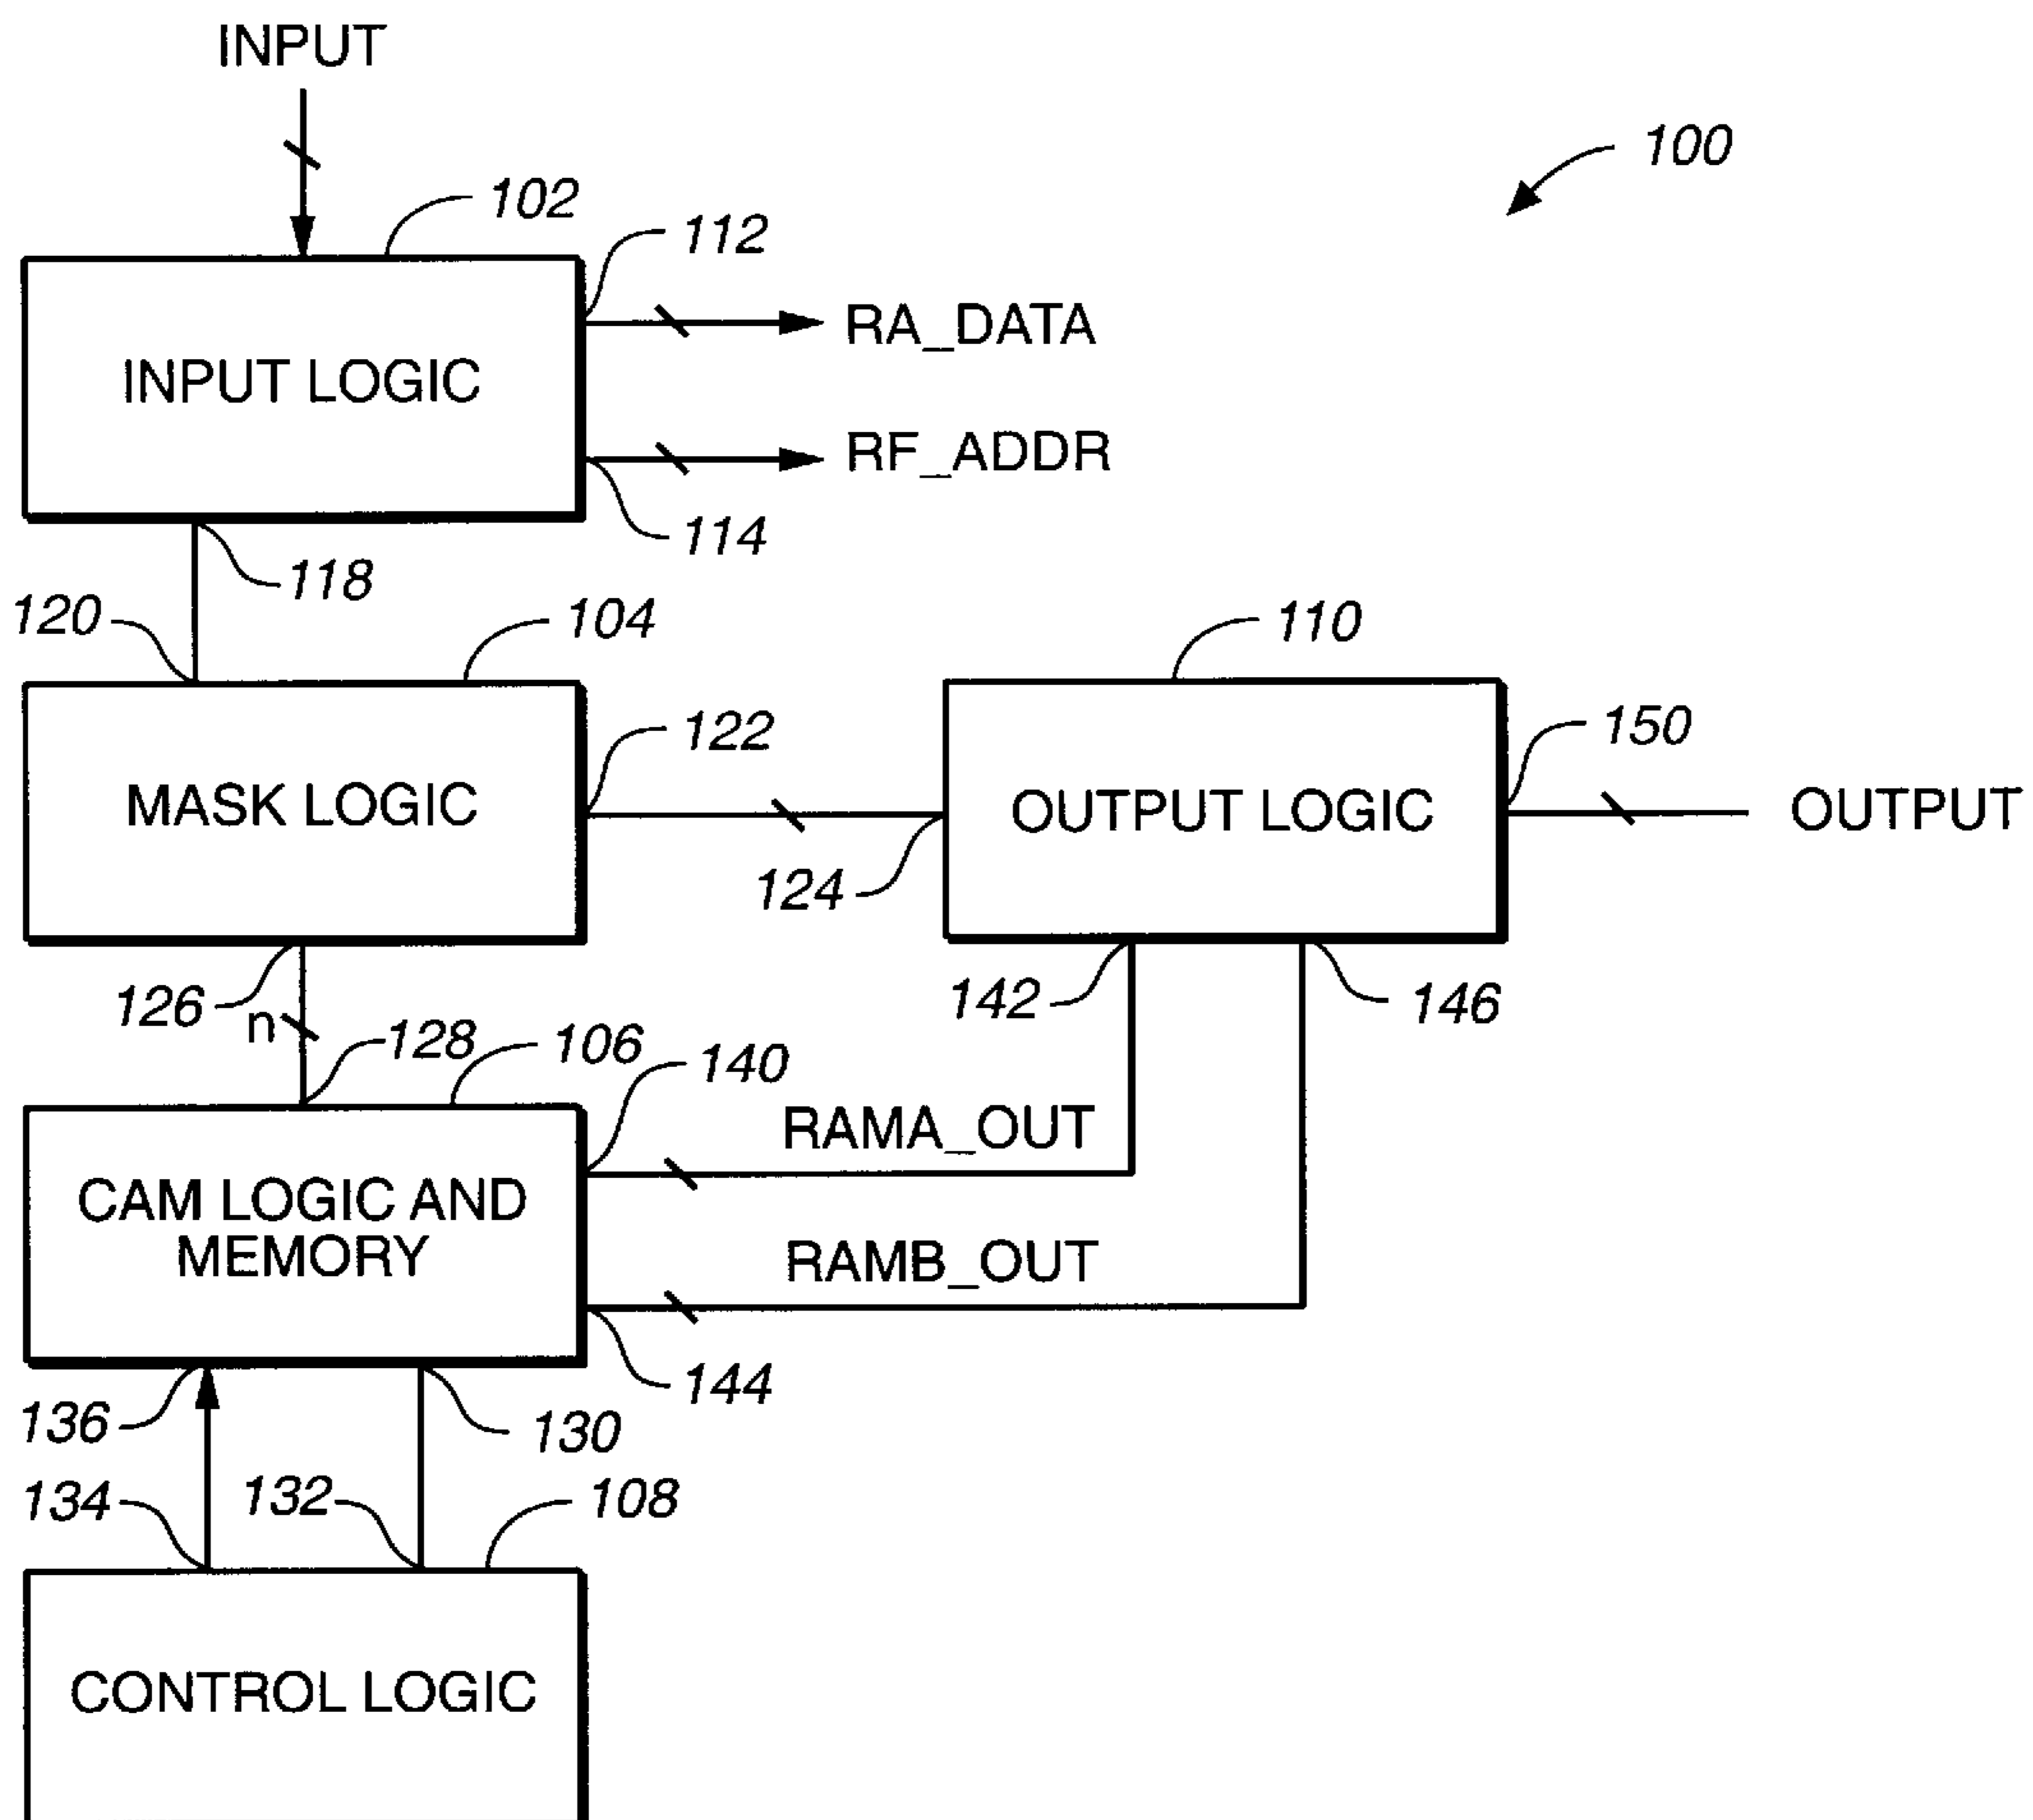 INPUT
100
102
112
RA_DATA
INPUT LOGIC
RF_ADDR
114
118
120
104
110
122
150
MASK LOGIC
OUTPUT LOGIC
OUTPUT
124
126
n
128
106
140
142
146
RAMA_OUT
CAM LOGIC AND
MEMORY
RAMB_OUT
144
136
130
134
132
108
CONTROL LOGIC